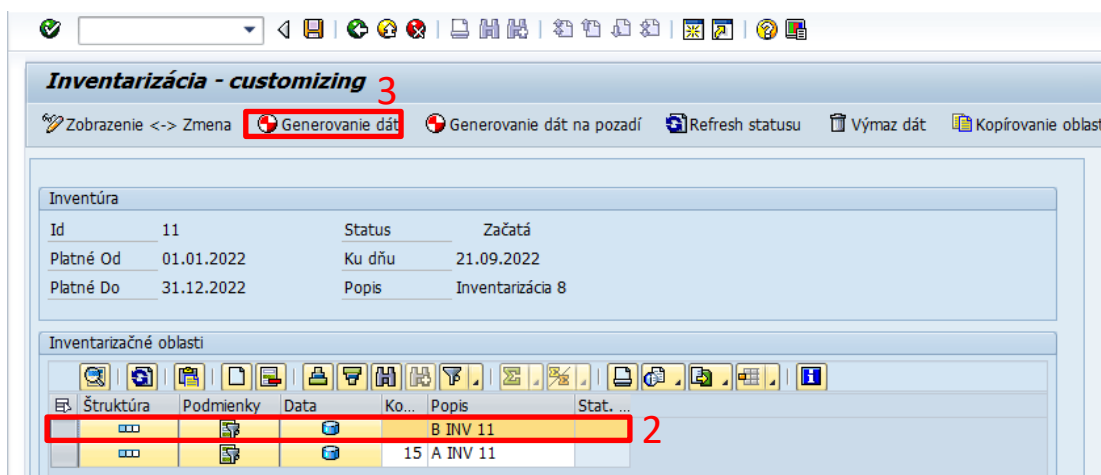 Inventarizácia - customizing
3
Zobrazenie <-> Zmena Generovanie dát Generovanie dát na pozadí Refresh statusu Výmaz dát Kopírovanie oblast
Inventúra
Id 11 Status Začatá
Platné Od 01.01.2022 Ku dňu 21.09.2022
Platné Do 31.12.2022 Popis Inventarizácia 8
Inventarizačné oblasti
Štruktúra Podmienky Data Ko... Popis Stat. ...
B INV 11 2
15 A INV 11